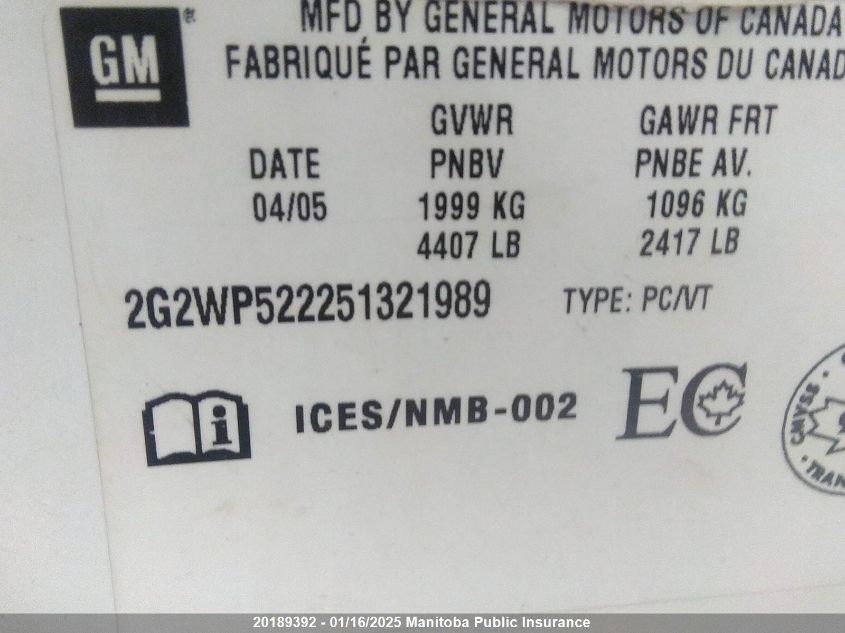 GM ®
MFD BY GENERAL MOTORS OF CANADA
FABRIQUÉ PAR GENERAL MOTORS DU CANAD
GVWR GAWR FRT
DATE PNBV PNBE AV.
04/05 1999 KG 1096 KG
4407 LB 2417 LB
2G2WP522251321989 TYPE: PC/VT
i ICES/NMB-002 EC
CMVSS
TRAN
20189392 - 01/16/2025 Manitoba Public Insurance